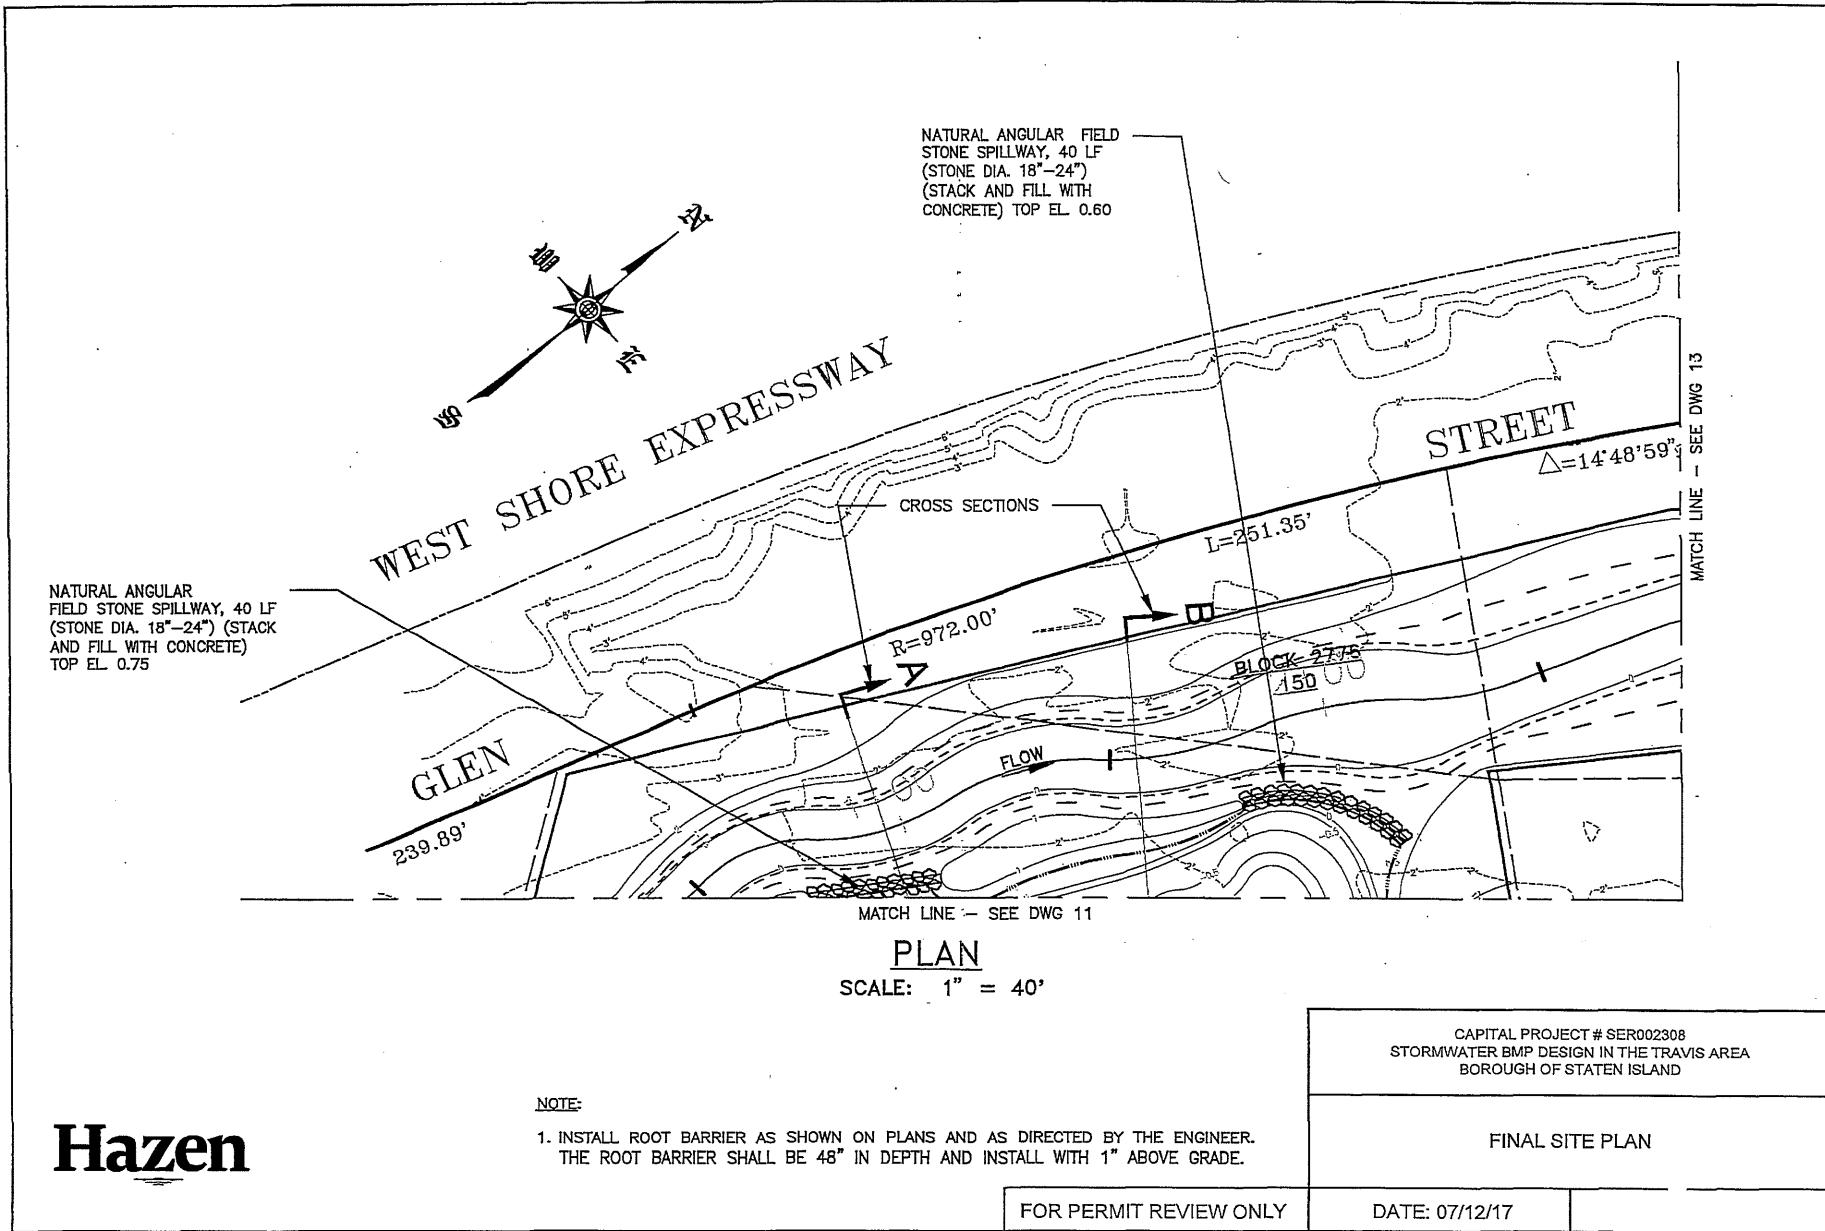 NATURAL ANGULAR FIELD
STONE SPILLWAY, 40 LF
(STONE DIA. 18"-24")
(STACK AND FILL WITH
CONCRETE) TOP EL. 0.60
N
W
E
S
WEST SHORE EXPRESSWAY
STREET
△=14°48'59"
MATCH LINE - SEE DWG 13
CROSS SECTIONS
L=251.35'
NATURAL ANGULAR
FIELD STONE SPILLWAY, 40 LF
(STONE DIA. 18"-24") (STACK
AND FILL WITH CONCRETE)
TOP EL. 0.75
R=972.00'
A
B
BLOCK 2775
150
FLOW
GLEN
239.89'
MATCH LINE - SEE DWG 11
PLAN
SCALE: 1" = 40'
CAPITAL PROJECT # SER002308
STORMWATER BMP DESIGN IN THE TRAVIS AREA
BOROUGH OF STATEN ISLAND
NOTE:
1. INSTALL ROOT BARRIER AS SHOWN ON PLANS AND AS DIRECTED BY THE ENGINEER.
THE ROOT BARRIER SHALL BE 48" IN DEPTH AND INSTALL WITH 1" ABOVE GRADE.
Hazen
FINAL SITE PLAN
FOR PERMIT REVIEW ONLY
DATE: 07/12/17